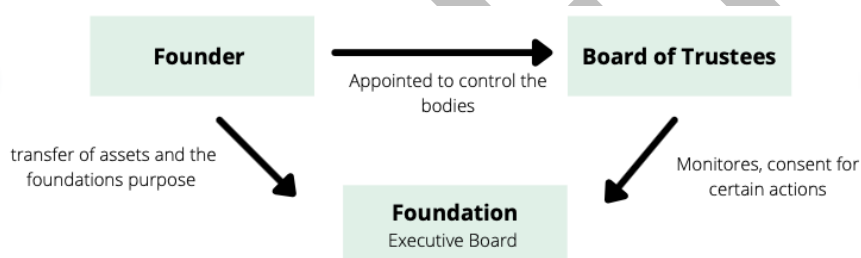 Founder
Appointed to control the
bodies
Board of Trustees
transfer of assets and the
foundations purpose
Monitores, consent for
certain actions
Foundation
Executive Board